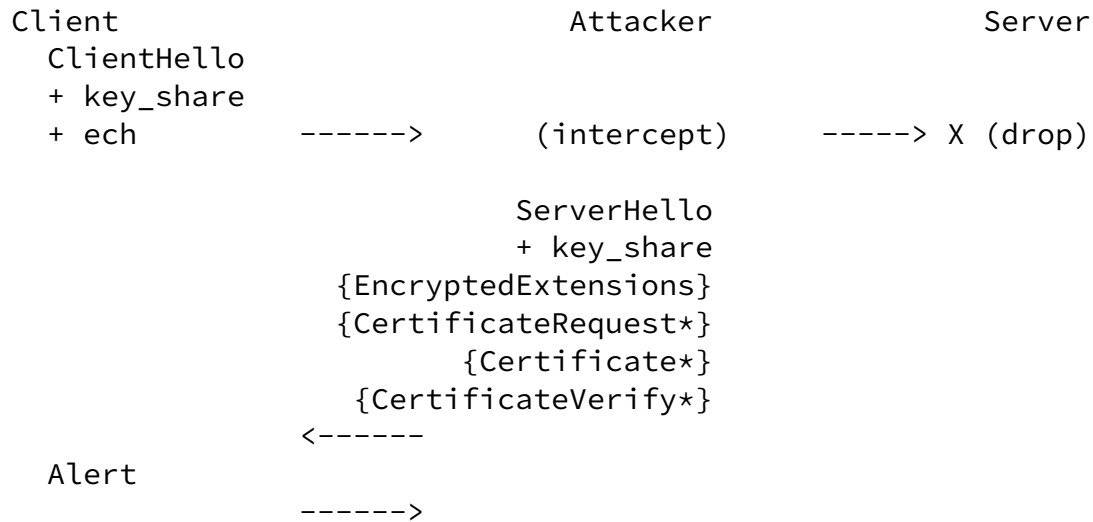 Client                         Attacker               Server
  ClientHello
  + key_share
  + ech         ------>      (intercept)      -----> X (drop)

                            ServerHello
                            + key_share
                  {EncryptedExtensions}
                  {CertificateRequest*}
                         {Certificate*}
                   {CertificateVerify*}
                <------
  Alert
                ------>